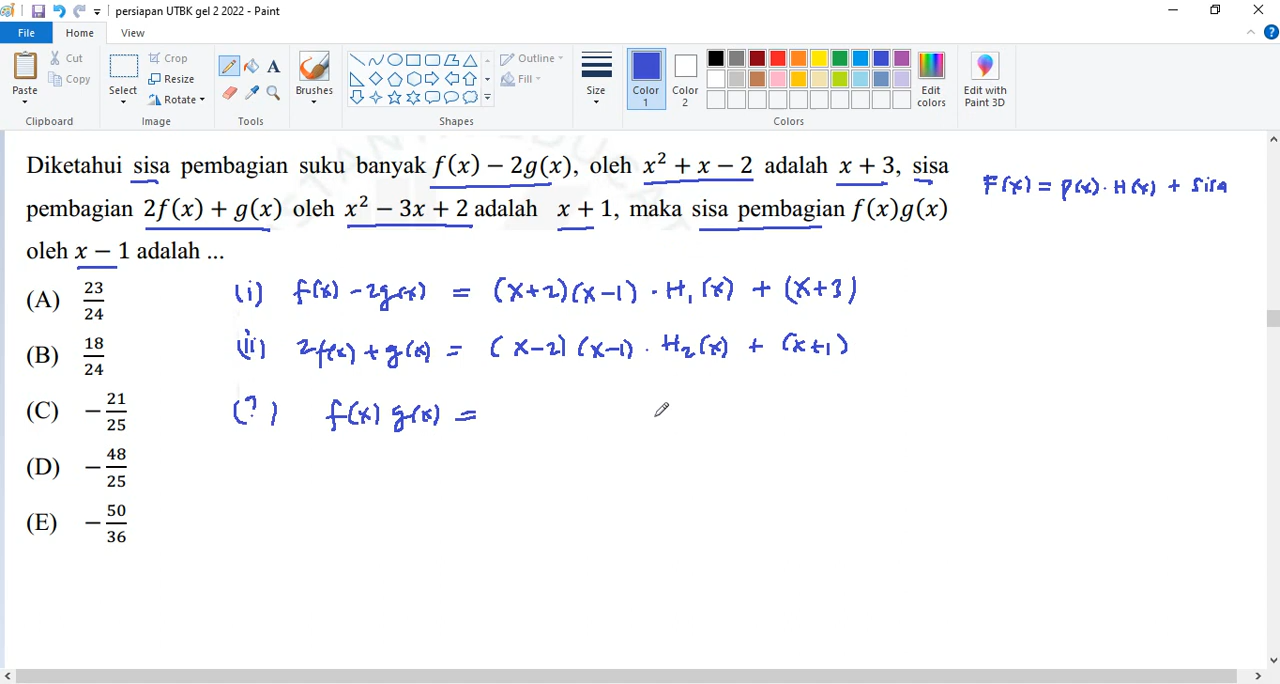 persiapan UTBK gel 2 2022 - Paint
File Home View
Paste Cut Copy Select Crop Resize Rotate Brushes Outline Fill Size Color 1 Color 2 Edit colors Edit with Paint 3D
Clipboard Image Tools Shapes Colors
Diketahui sisa pembagian suku banyak f(x) − 2g(x), oleh x² + x − 2 adalah x + 3, sisa
pembagian 2f(x) + g(x) oleh x² − 3x + 2 adalah x + 1, maka sisa pembagian f(x)g(x)
oleh x − 1 adalah ...
F(x) = p(x) · H(x) + sisa
(A) 23/24
(B) 18/24
(C) −21/25
(D) −48/25
(E) −50/36
(i) f(x) - 2g(x) = (x+2)(x-1) · H₁(x) + (x+3)
(ii) 2f(x) + g(x) = (x-2)(x-1) · H₂(x) + (x+1)
(?) f(x) g(x) =